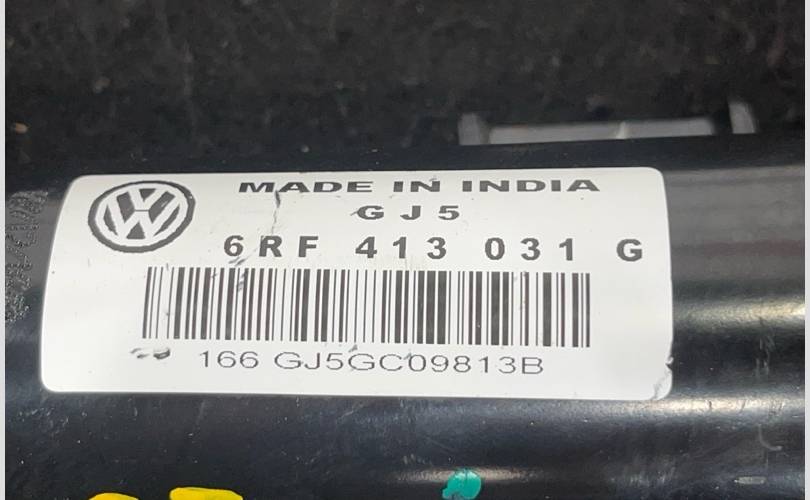 MADE IN INDIA
GJ5
6RF 413 031 G
166 GJ5GC09813B